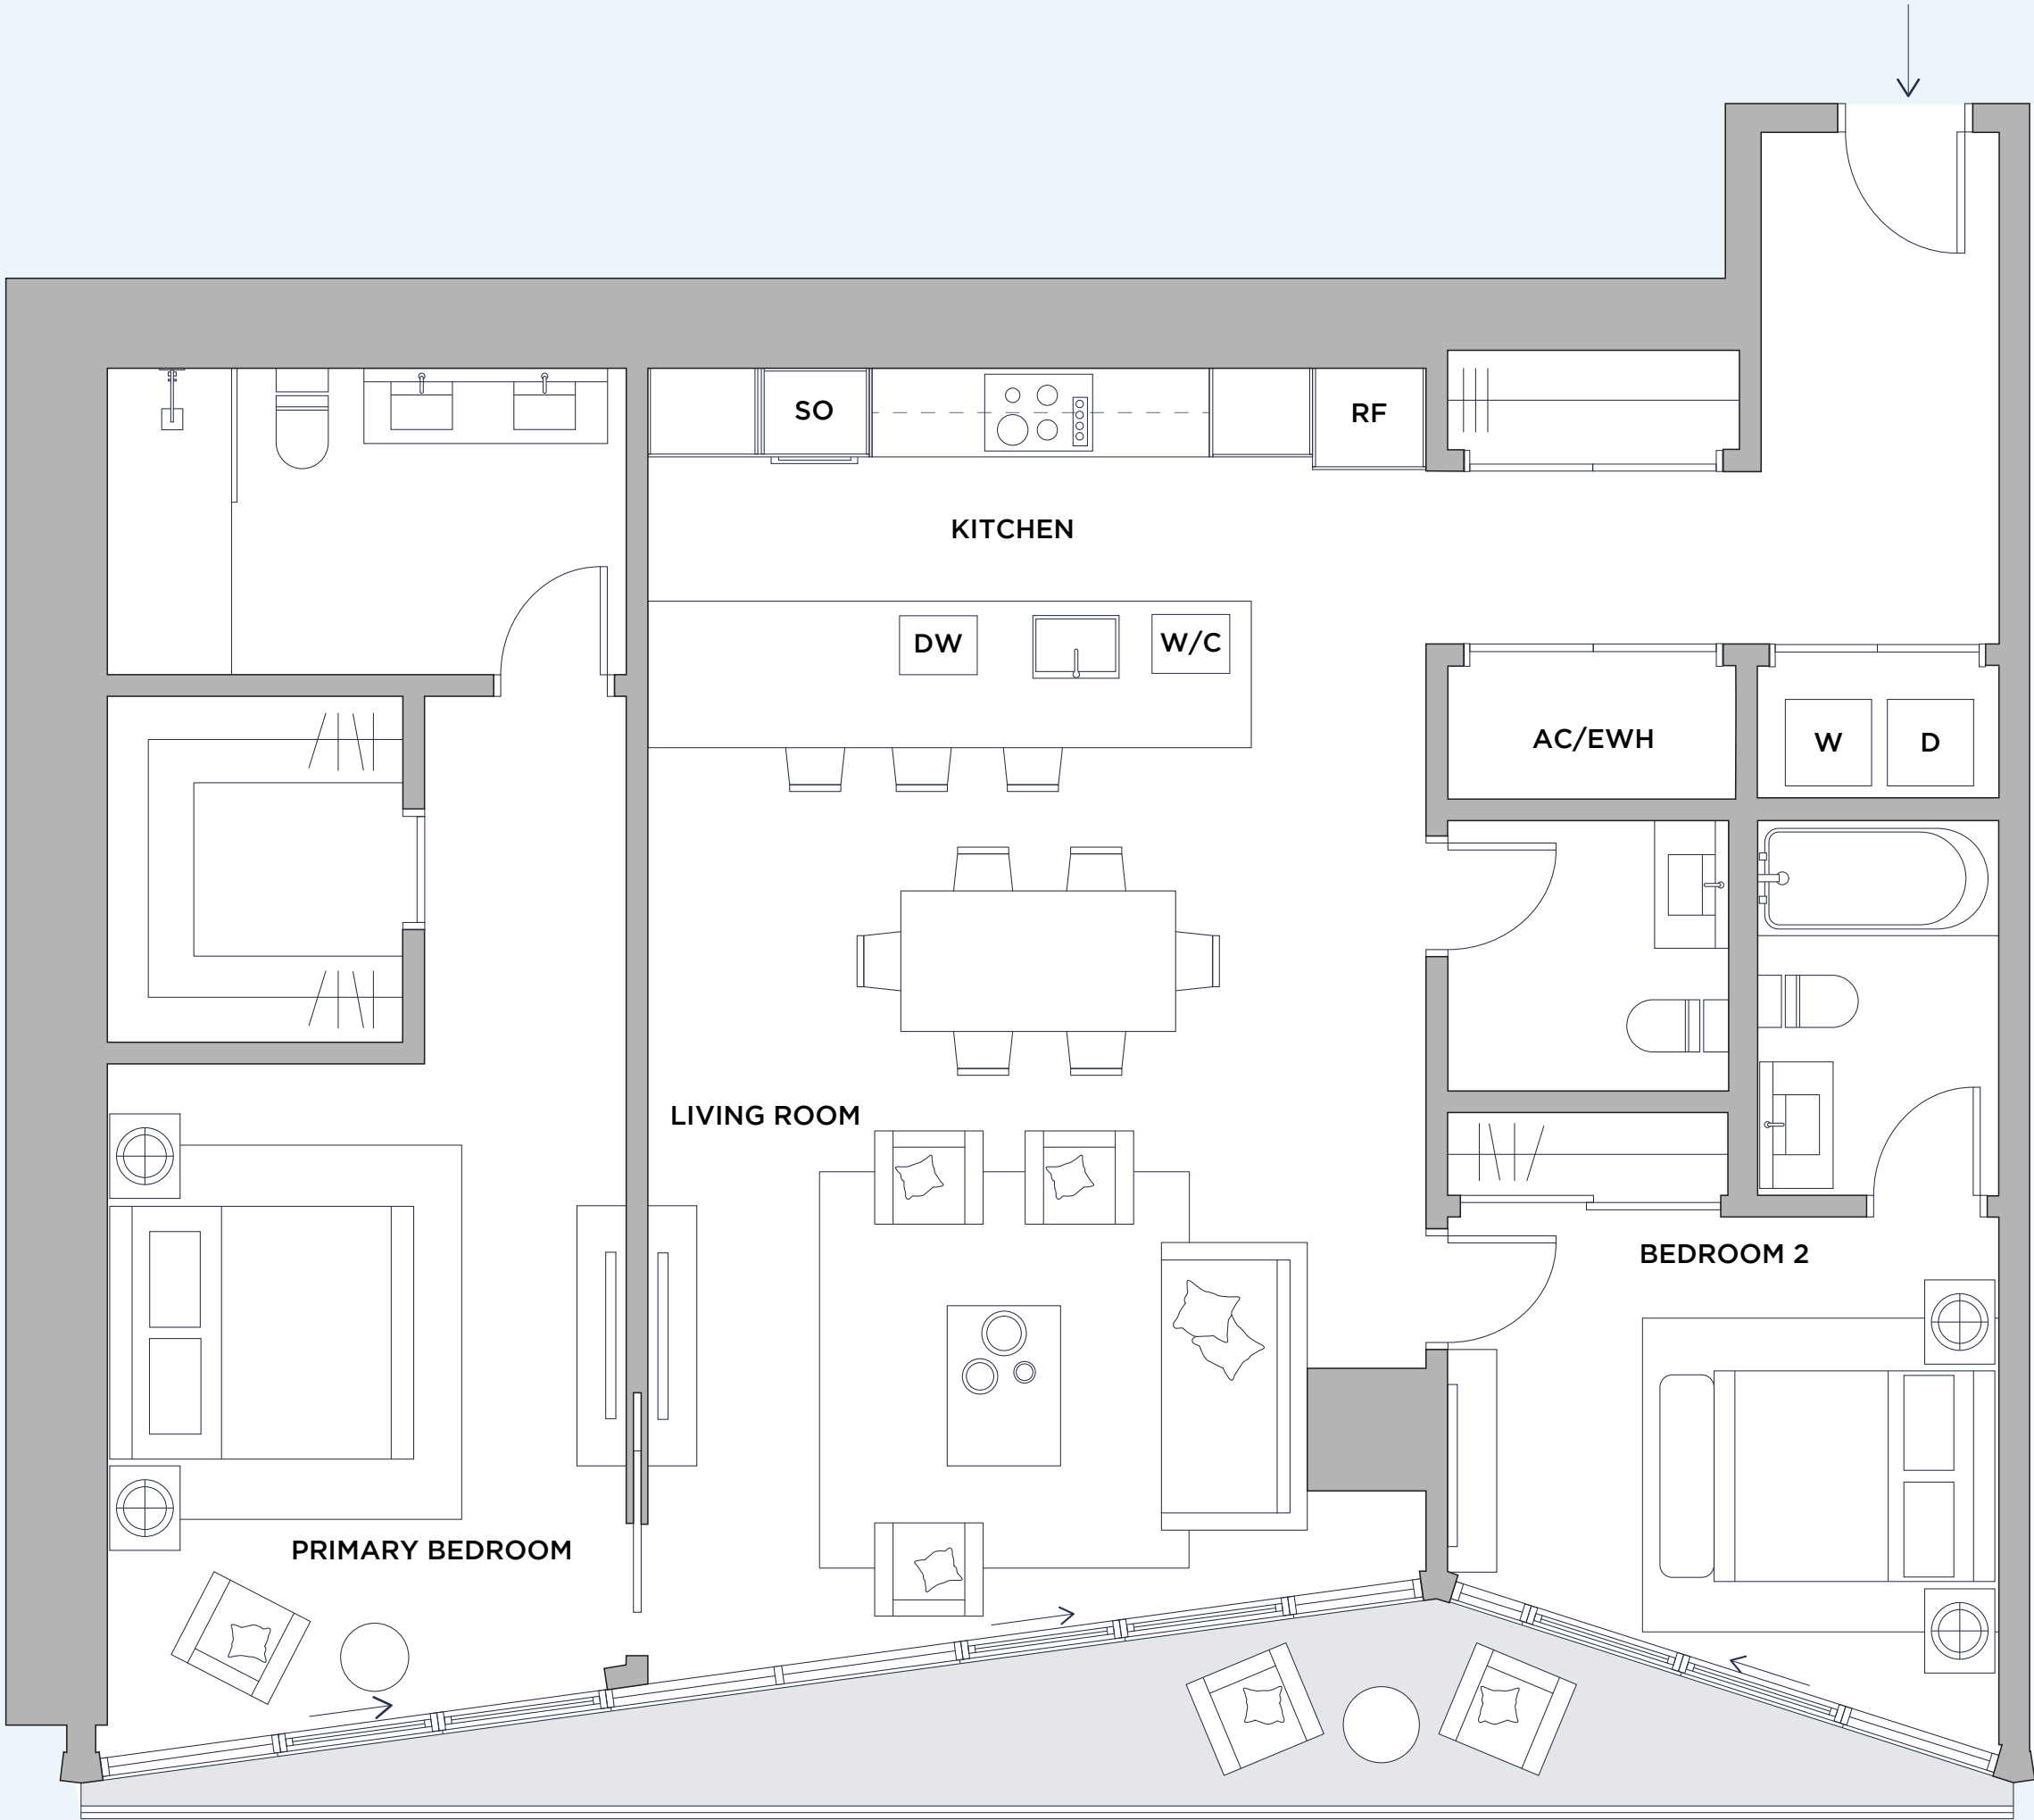 SO
RF
KITCHEN
DW
W/C
AC/EWH
W
D
LIVING ROOM
BEDROOM 2
PRIMARY BEDROOM